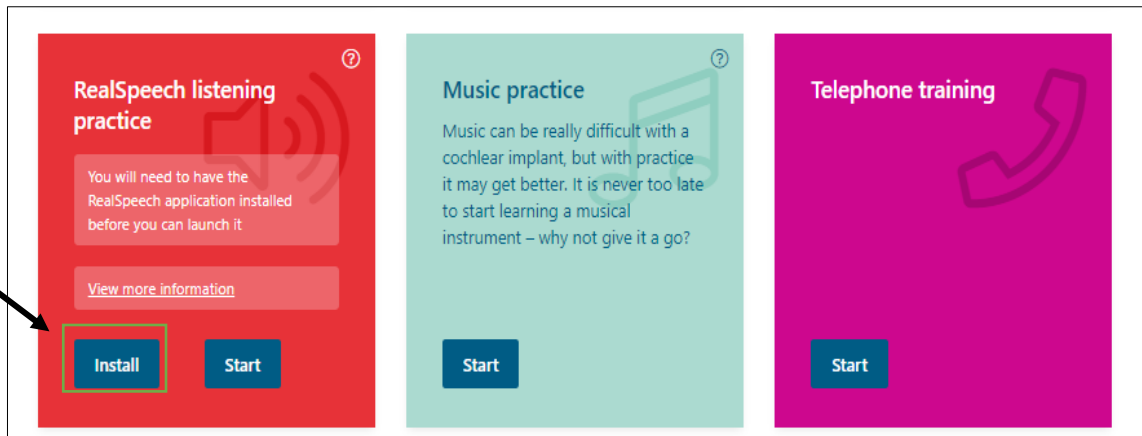 RealSpeech listening
practice
You will need to have the
RealSpeech application installed
before you can launch it
View more information
Install
Start
Music practice
Music can be really difficult with a
cochlear implant, but with practice
it may get better. It is never too late
to start learning a musical
instrument – why not give it a go?
Start
Telephone training
Start